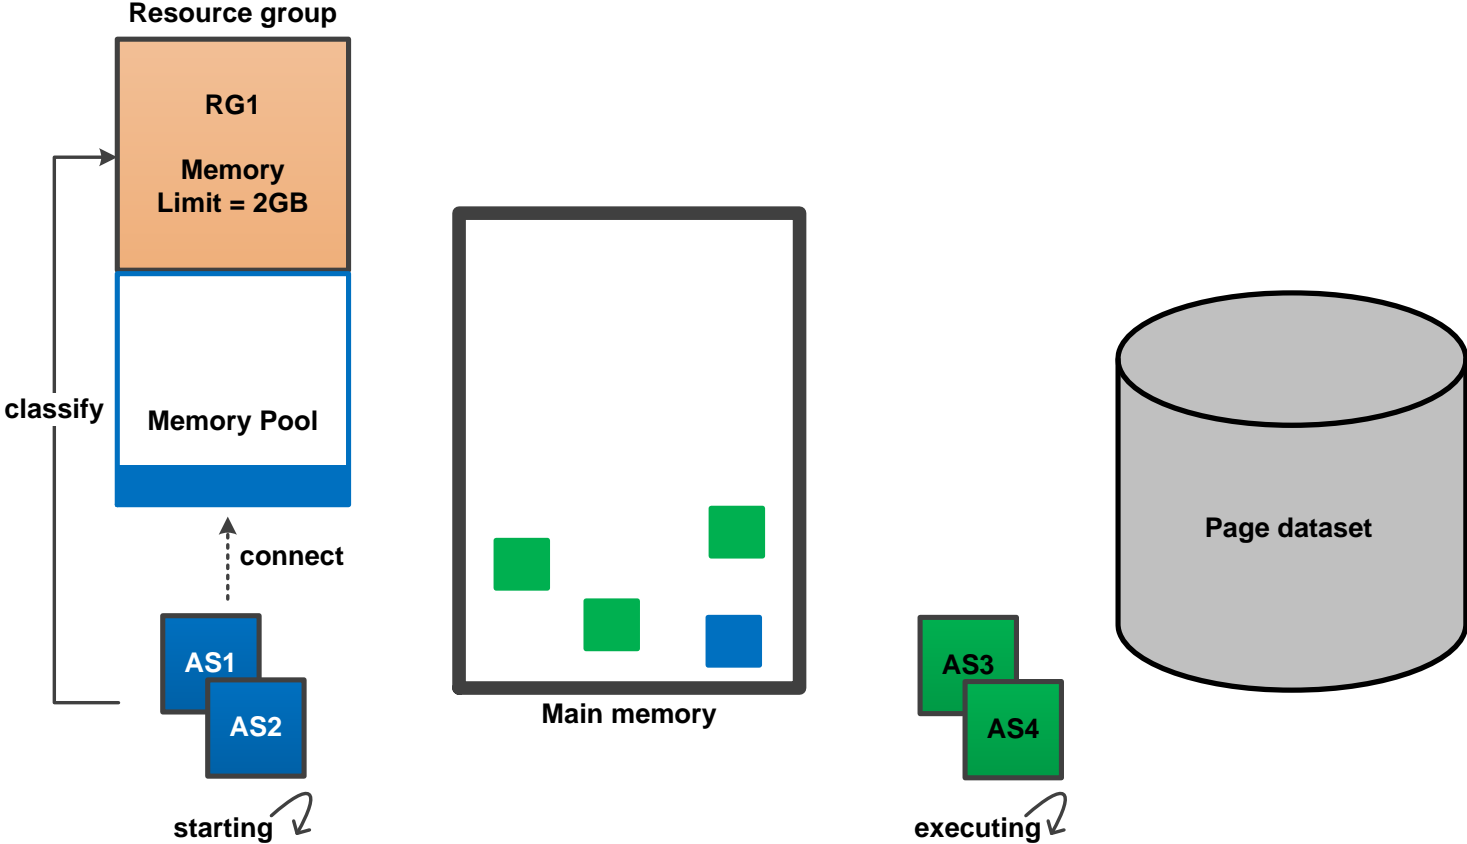 Resource group
RG1
Memory
Limit = 2GB
classify
Memory Pool
connect
AS1
AS2
starting
Main memory
AS3
AS4
executing
Page dataset